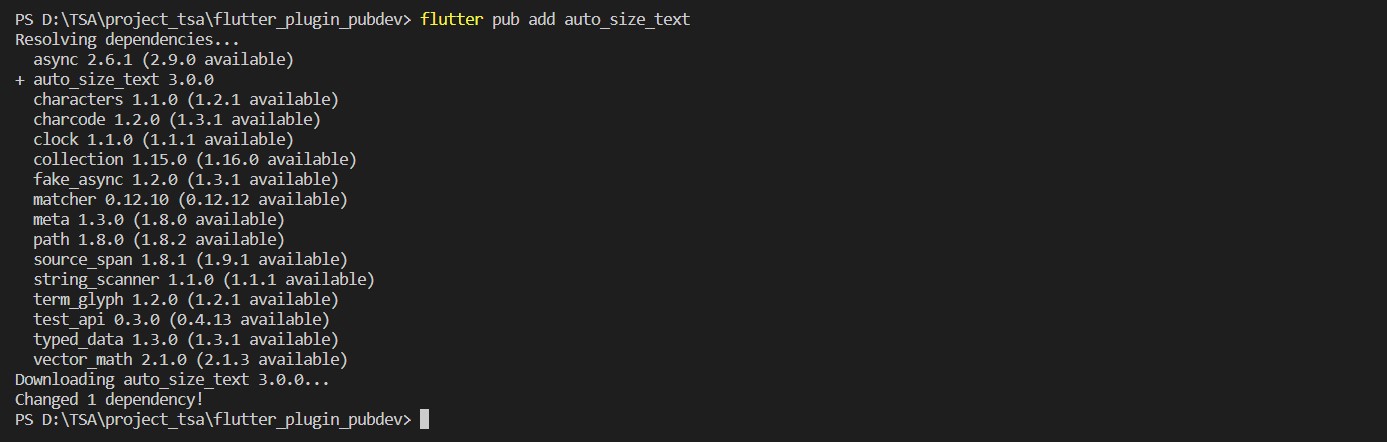 PS D:\TSA\project_tsa\flutter_plugin_pubdev> flutter pub add auto_size_text
Resolving dependencies...
  async 2.6.1 (2.9.0 available)
+ auto_size_text 3.0.0
  characters 1.1.0 (1.2.1 available)
  charcode 1.2.0 (1.3.1 available)
  clock 1.1.0 (1.1.1 available)
  collection 1.15.0 (1.16.0 available)
  fake_async 1.2.0 (1.3.1 available)
  matcher 0.12.10 (0.12.12 available)
  meta 1.3.0 (1.8.0 available)
  path 1.8.0 (1.8.2 available)
  source_span 1.8.1 (1.9.1 available)
  string_scanner 1.1.0 (1.1.1 available)
  term_glyph 1.2.0 (1.2.1 available)
  test_api 0.3.0 (0.4.13 available)
  typed_data 1.3.0 (1.3.1 available)
  vector_math 2.1.0 (2.1.3 available)
Downloading auto_size_text 3.0.0...
Changed 1 dependency!
PS D:\TSA\project_tsa\flutter_plugin_pubdev>